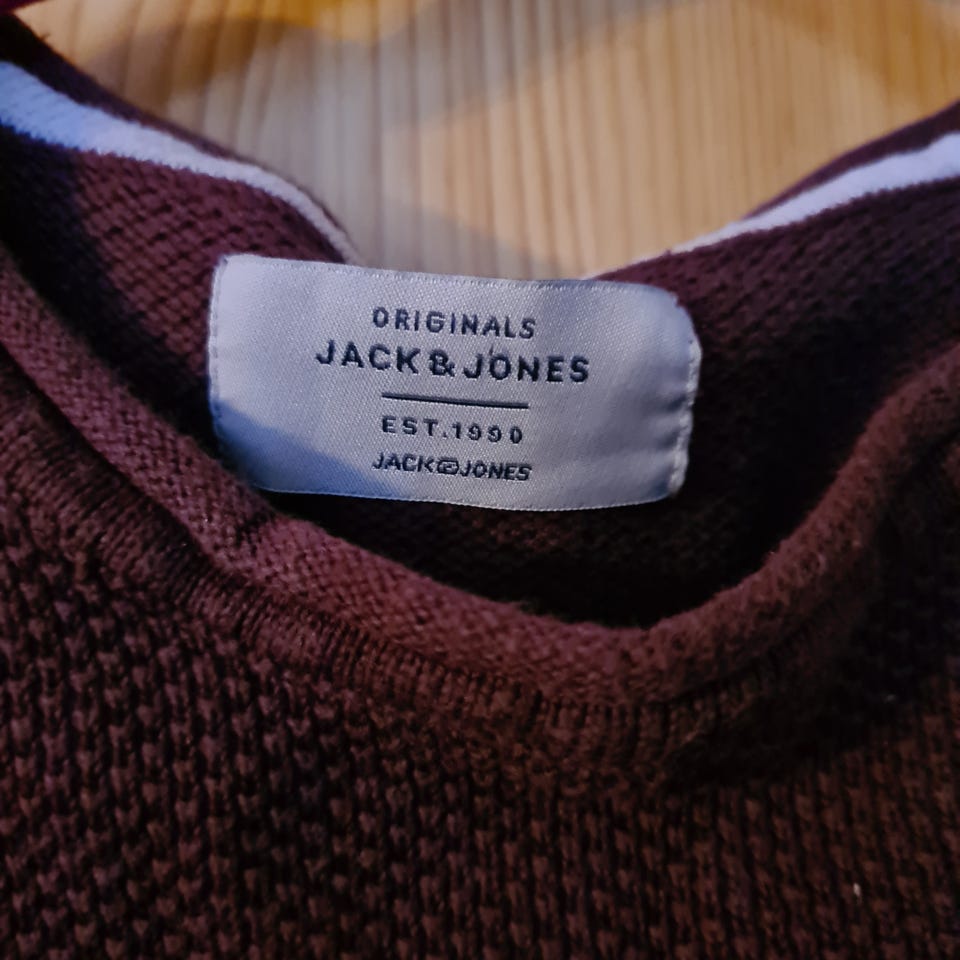 ORIGINALS
JACK & JONES
EST.1990
JACK JONES